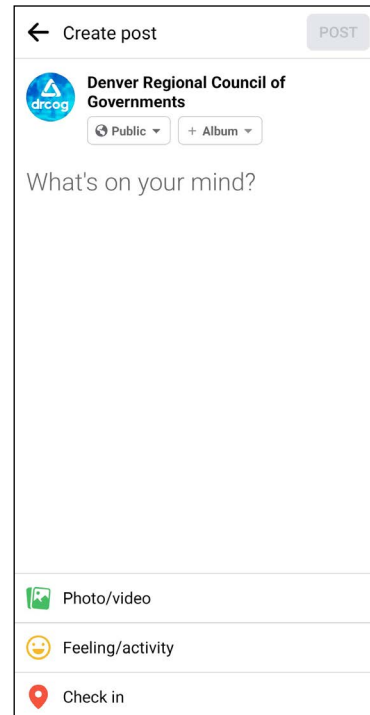 Create post
POST
drcog
Denver Regional Council of
Governments
Public
+ Album
What's on your mind?
Photo/video
Feeling/activity
Check in